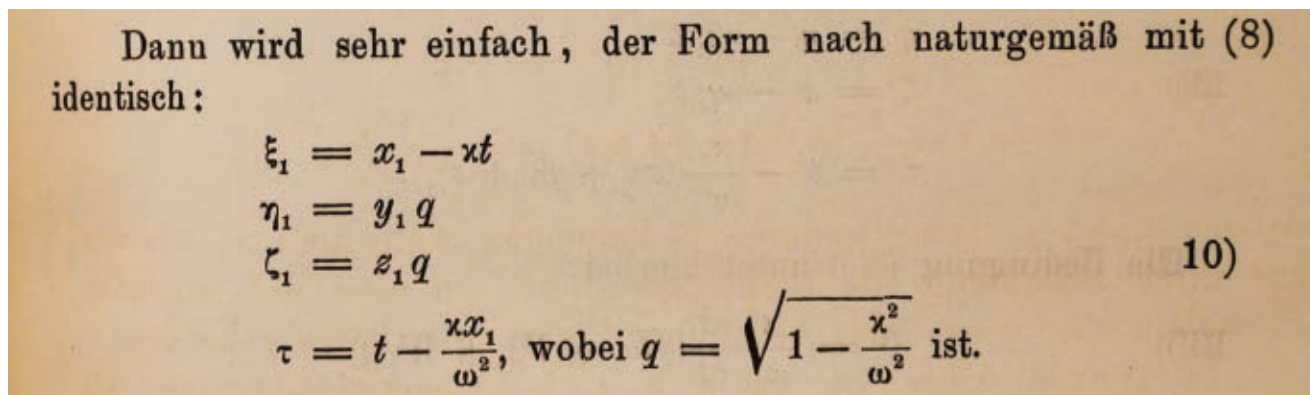 Dann wird sehr einfach, der Form nach naturgemäß mit (8)
identisch:
ξ₁ = x₁ − ϰt
η₁ = y₁ q
ζ₁ = z₁ q
10)
τ = t − ϰx₁/ω², wobei q = √(1 − ϰ²/ω²) ist.